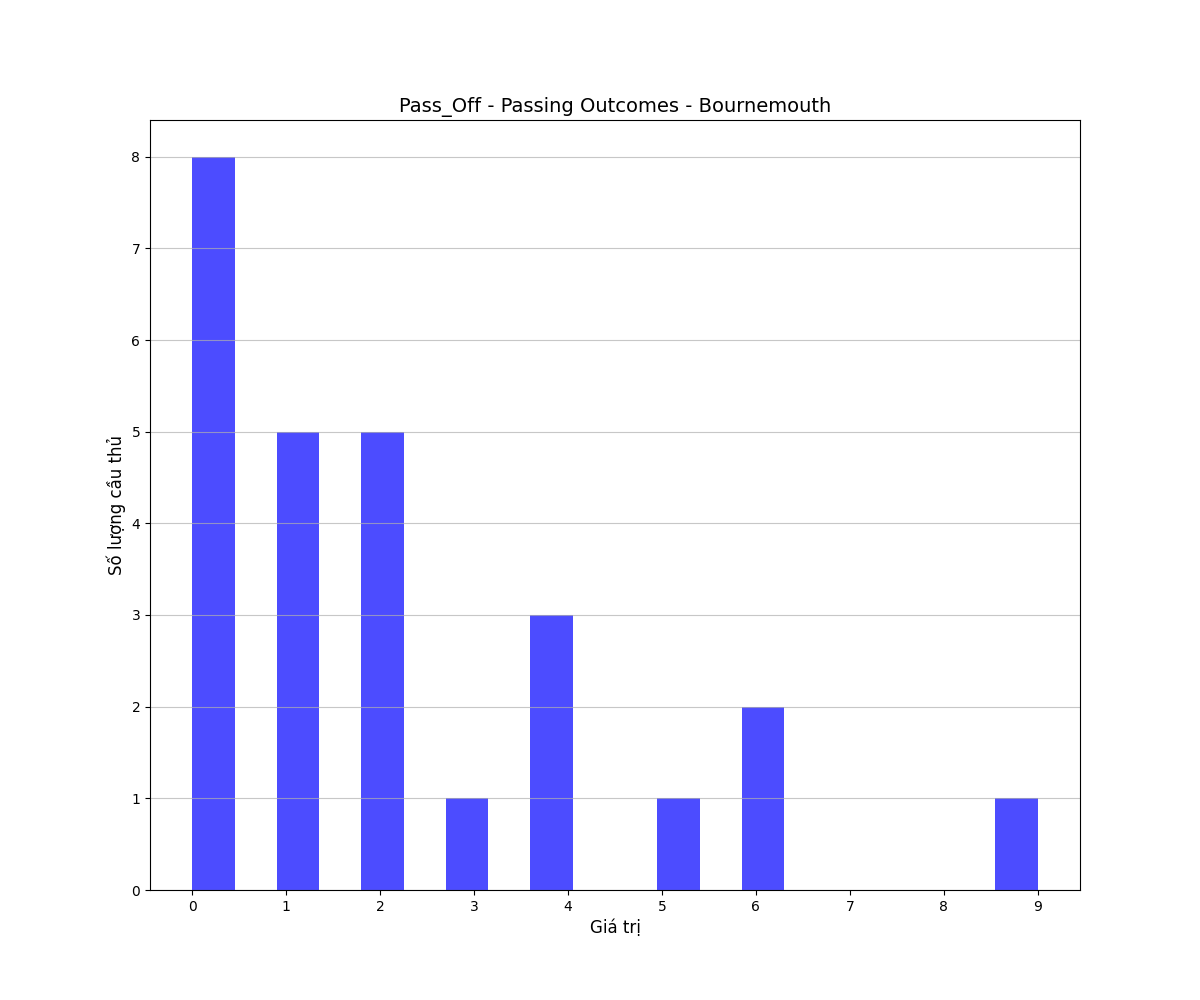 Pass_Off - Passing Outcomes - Bournemouth
8
7
6
5
4
3
2
1
0
Số lượng cầu thủ
0 1 2 3 4 5 6 7 8 9
Giá trị